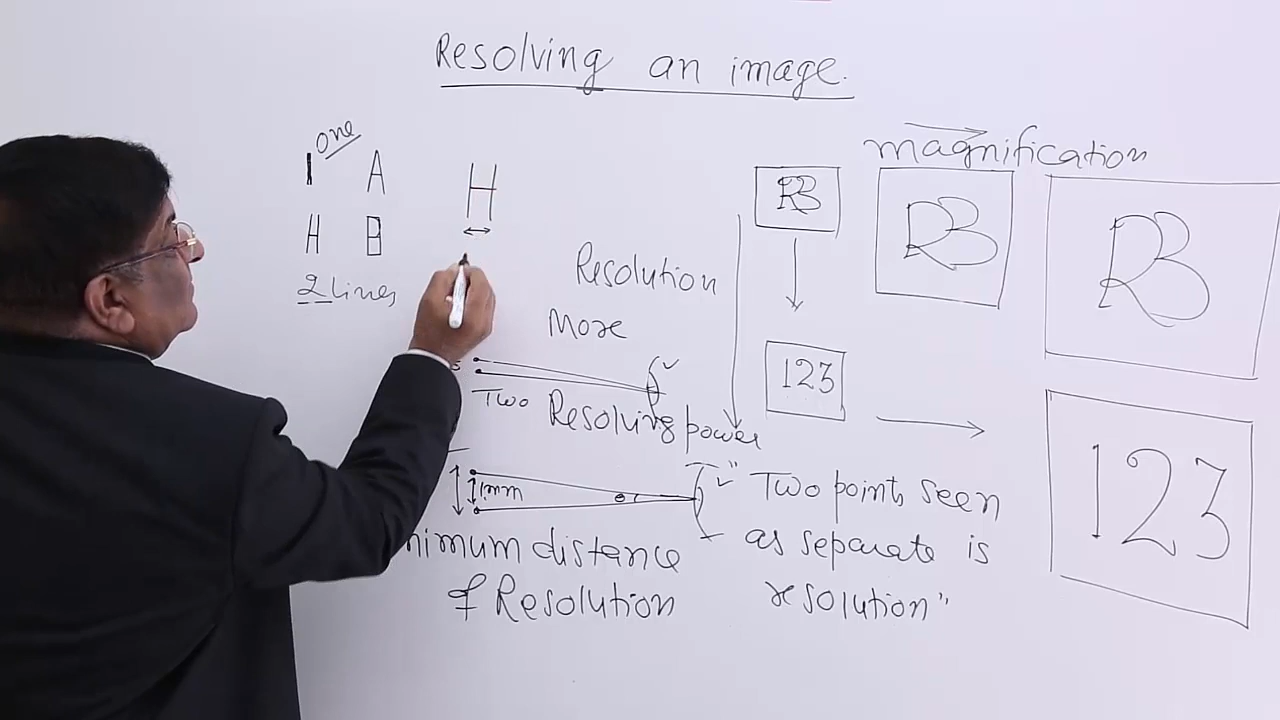 Resolving an image.
one
I A H
H B
2 lines
Resolution
More
Two
Resolving power
1mm θ
distance
of Resolution
magnification
RB RB RB
123
123
" Two points seen
as separate is
resolution "